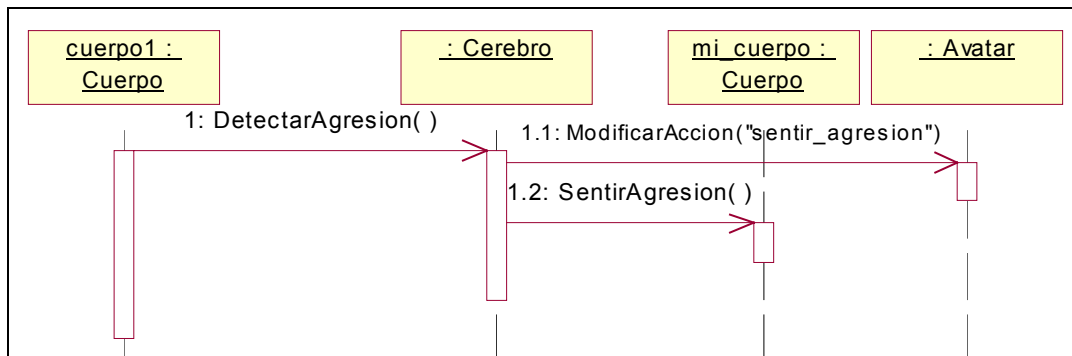 cuerpo1 :
Cuerpo
: Cerebro
mi_cuerpo :
Cuerpo
: Avatar
1: DetectarAgresion( )
1.1: ModificarAccion("sentir_agresion")
1.2: SentirAgresion( )